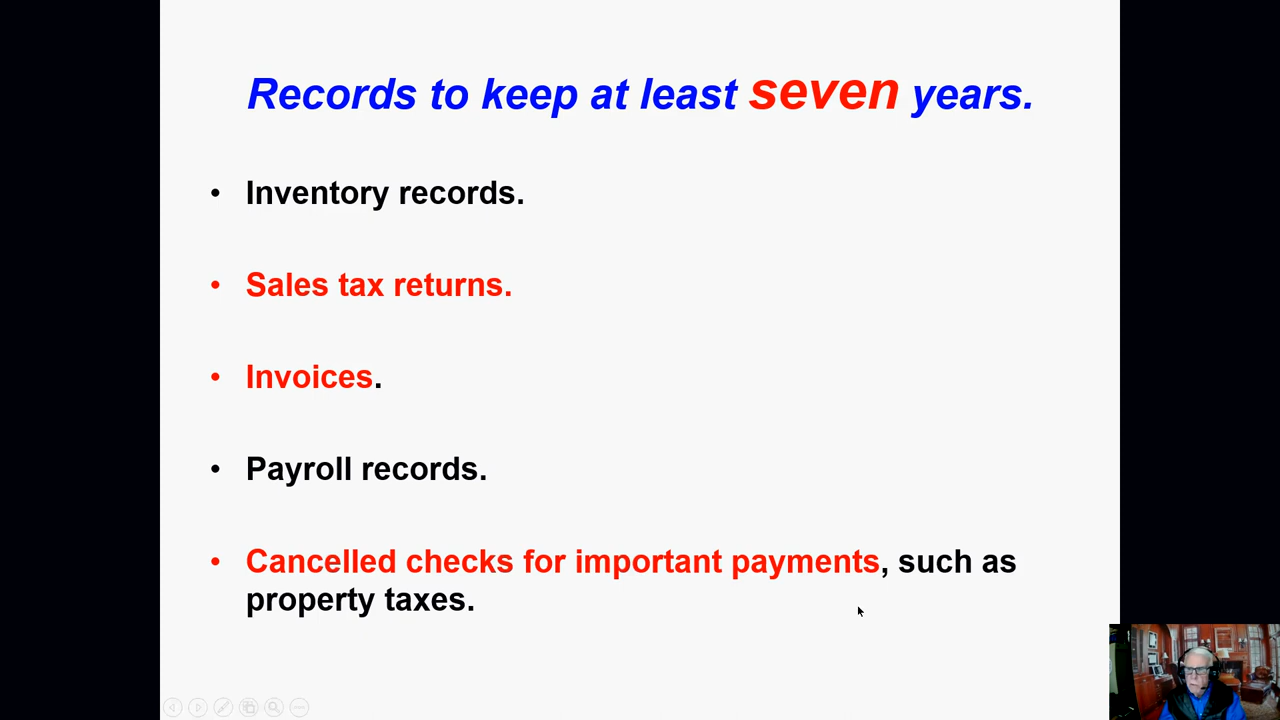 Records to keep at least seven years.
• Inventory records.
• Sales tax returns.
• Invoices.
• Payroll records.
• Cancelled checks for important payments, such as
property taxes.